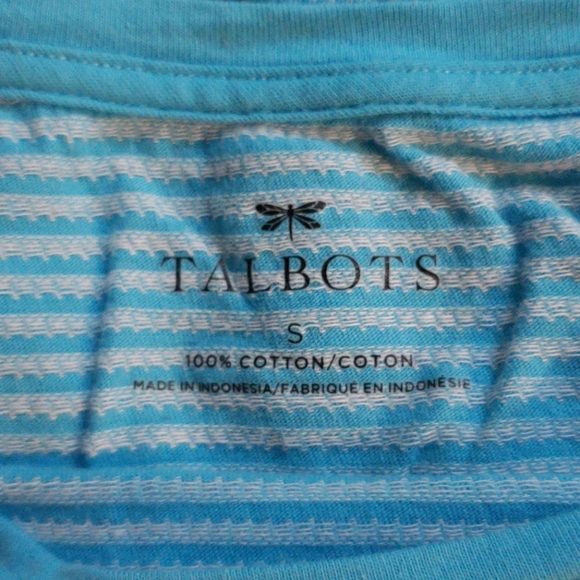 TALBOTS
S
100% COTTON/COTON
MADE IN INDONESIA/FABRIQUÉ EN INDONÉSIE